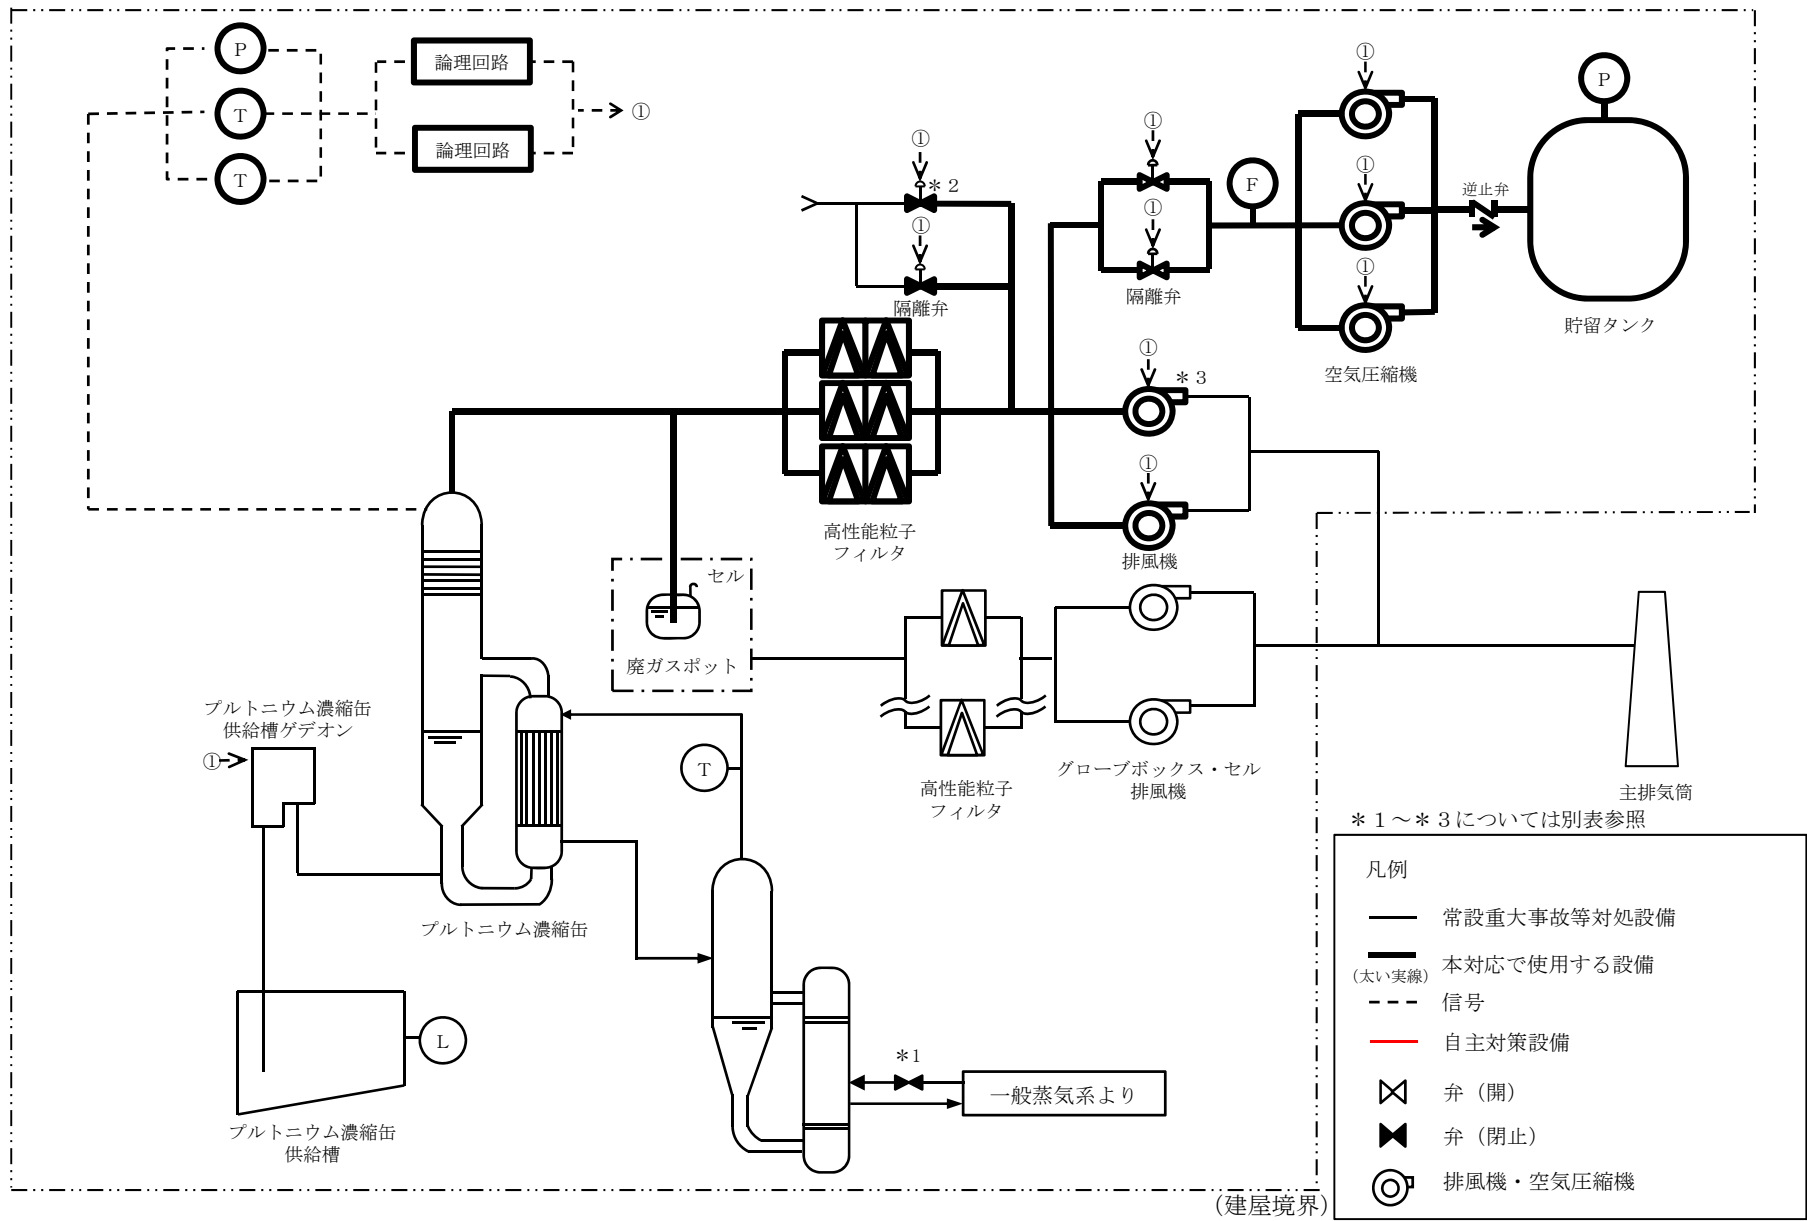 P
T
T
論理回路
論理回路
①
①
＊２
①
隔離弁
①
①
隔離弁
F
①
①
①
空気圧縮機
逆止弁
P
貯留タンク
①
＊３
①
排風機
高性能粒子
フィルタ
セル
廃ガスポット
高性能粒子
フィルタ
グローブボックス・セル
排風機
主排気筒
プルトニウム濃縮缶
供給槽ゲデオン
①
T
プルトニウム濃縮缶
L
プルトニウム濃縮缶
供給槽
＊1
一般蒸気系より
（建屋境界）
＊１～＊３については別表参照
凡例
常設重大事故等対処設備
本対応で使用する設備
（太い実線）
信号
自主対策設備
弁（開）
弁（閉止）
排風機・空気圧縮機